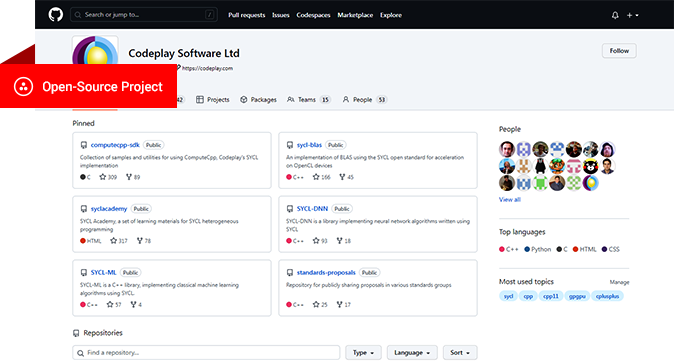 Search or jump to...
/
Pull requests Issues Codespaces Marketplace Explore
Codeplay Software Ltd
Follow
https://codeplay.com
Open-Source Project
42 Projects Packages Teams 15 People 53
Pinned
computecpp-sdk Public
Collection of samples and utilities for using ComputeCpp, Codeplay's SYCL
implementation
C 309 89
sycl-blas Public
An implementation of BLAS using the SYCL open standard for acceleration
on OpenCL devices
C++ 166 45
syclacademy Public
SYCL Academy, a set of learning materials for SYCL heterogeneous
programming
HTML 317 78
SYCL-DNN Public
SYCL-DNN is a library implementing neural network algorithms written using
SYCL
C++ 93 18
SYCL-ML Public
SYCL-ML is a C++ library, implementing classical machine learning
algorithms using SYCL.
C++ 57 4
standards-proposals Public
Repository for publicly sharing proposals in various standards groups
C++ 25 17
People
View all
Top languages
C++ Python C HTML CSS
Most used topics
Manage
sycl cpp cpp11 gpgpu cplusplus
Repositories
Find a repository...
Type Language Sort